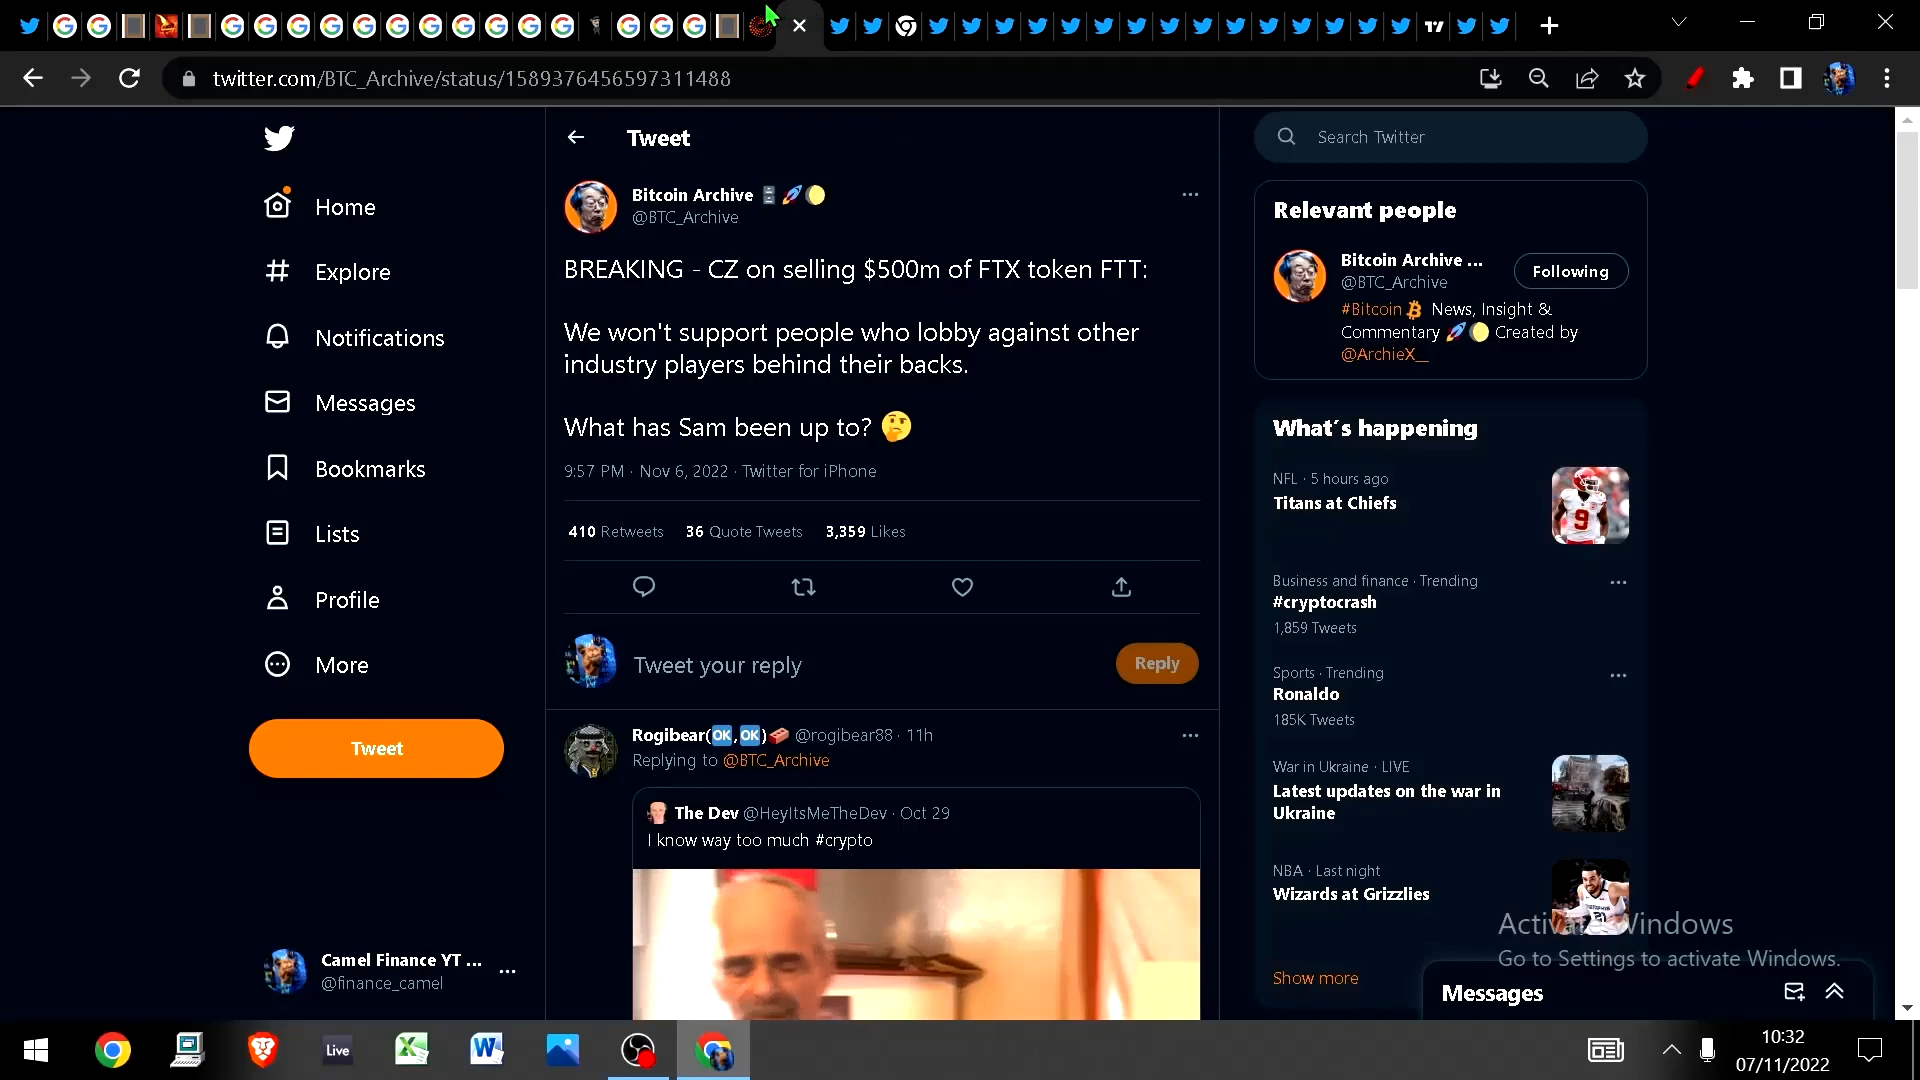 twitter.com/BTC_Archive/status/1589376456597311488
Home
Explore
Notifications
Messages
Bookmarks
Lists
Profile
More
Tweet
Camel Finance YT ...
@finance_camel
Tweet
Bitcoin Archive
@BTC_Archive
BREAKING - CZ on selling $500m of FTX token FTT:
We won't support people who lobby against other
industry players behind their backs.
What has Sam been up to? 🤔
9:57 PM · Nov 6, 2022 · Twitter for iPhone
410 Retweets 36 Quote Tweets 3,359 Likes
Tweet your reply
Reply
Rogibear(🆗,🆗)🧱 @rogibear88 · 11h
Replying to @BTC_Archive
The Dev @HeyItsMeTheDev · Oct 29
I know way too much #crypto
Search Twitter
Relevant people
Bitcoin Archive ...
@BTC_Archive
Following
#Bitcoin News, Insight &
Commentary 🚀🌔 Created by
@ArchieX__
What's happening
NFL · 5 hours ago
Titans at Chiefs
9
Business and finance · Trending
#cryptocrash
1,859 Tweets
Sports · Trending
Ronaldo
185K Tweets
War in Ukraine · LIVE
Latest updates on the war in
Ukraine
NBA · Last night
Wizards at Grizzlies
Show more
Activate Windows
Go to Settings to activate Windows.
Messages
Live
10:32
07/11/2022